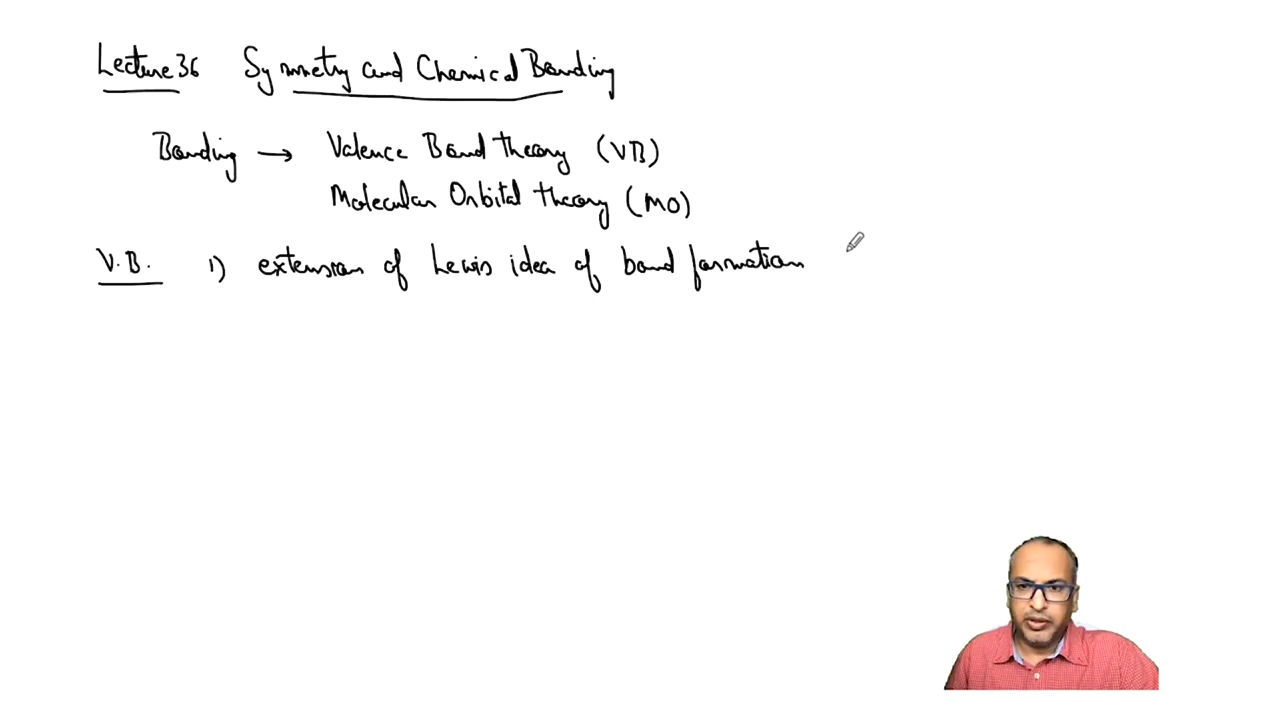 Lecture 36 Symmetry and Chemical Bonding
Bonding → Valence Bond theory (VB)
Molecular Orbital theory (MO)
V.B. 1) extension of Lewis idea of bond formation